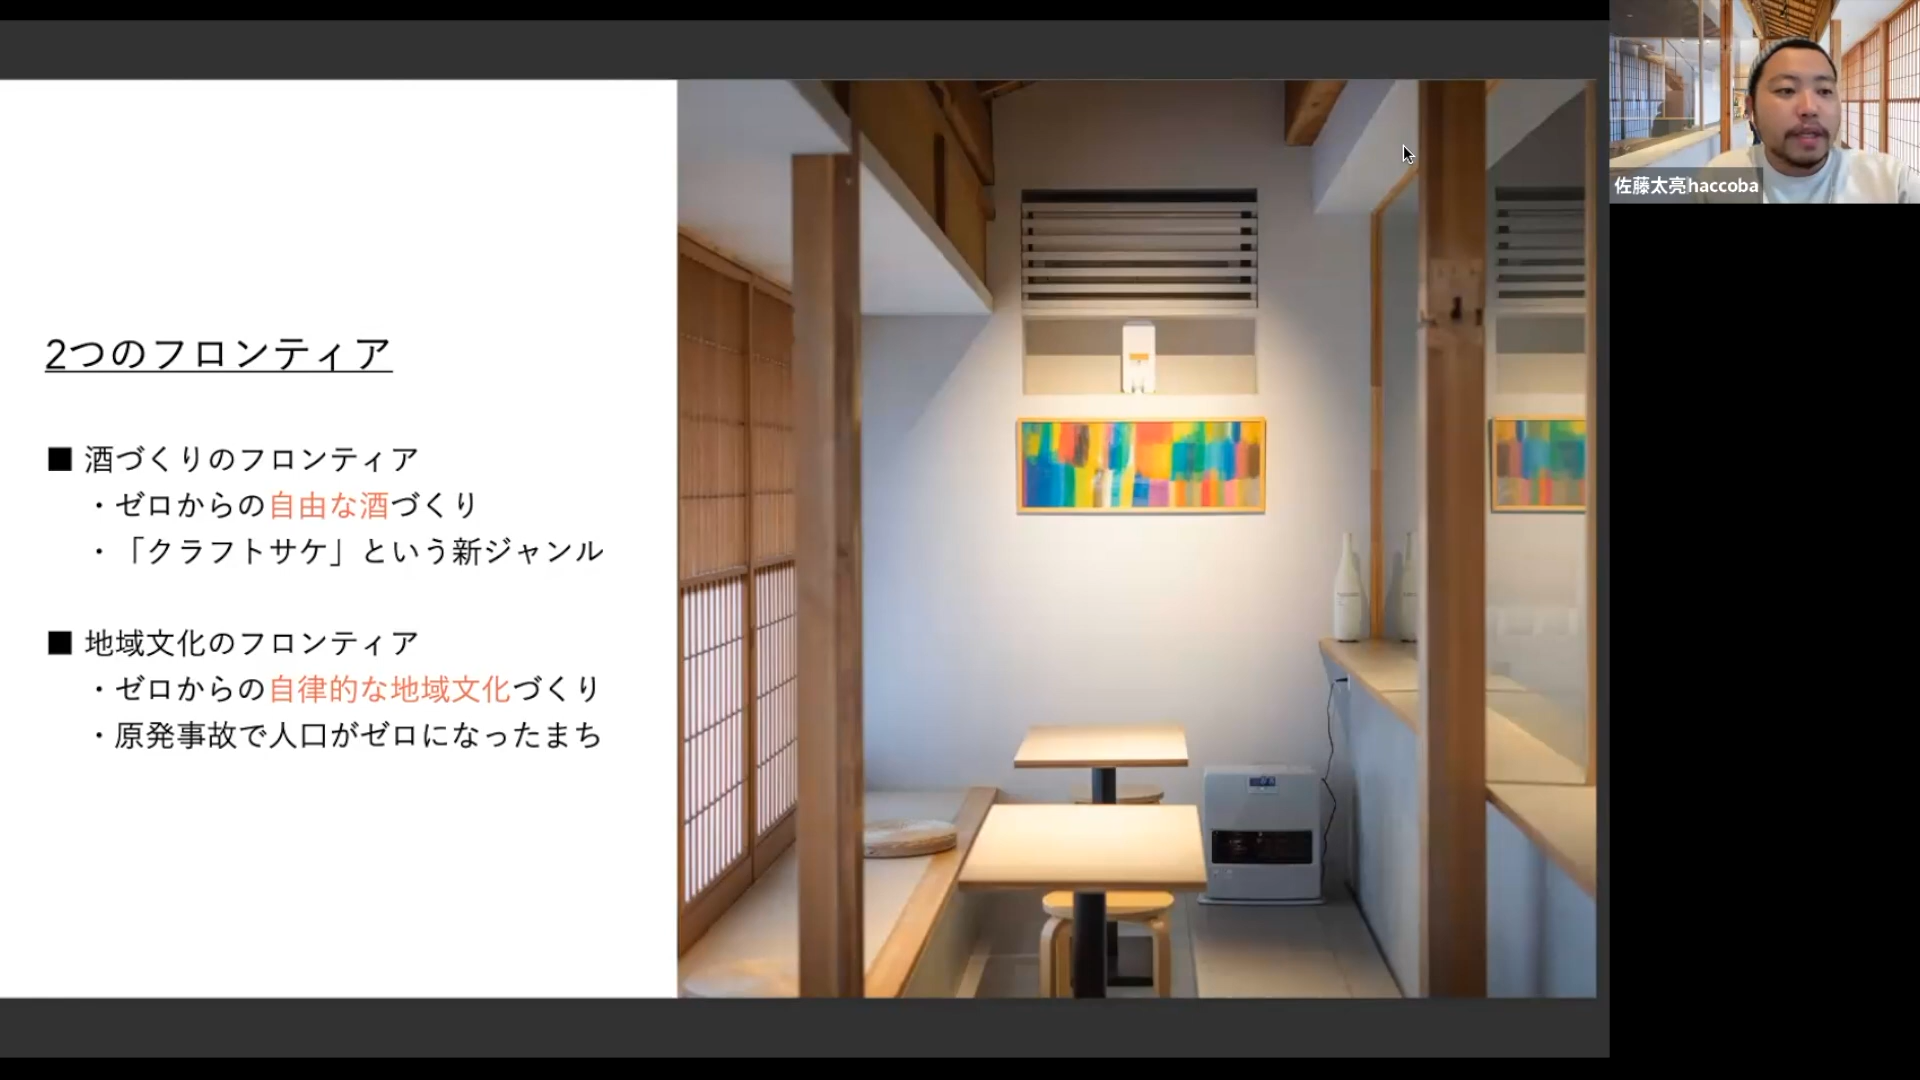 2つのフロンティア
■ 酒づくりのフロンティア
・ゼロからの自由な酒づくり
・「クラフトサケ」という新ジャンル
■ 地域文化のフロンティア
・ゼロからの自律的な地域文化づくり
・原発事故で人口がゼロになったまち
佐藤太亮haccoba